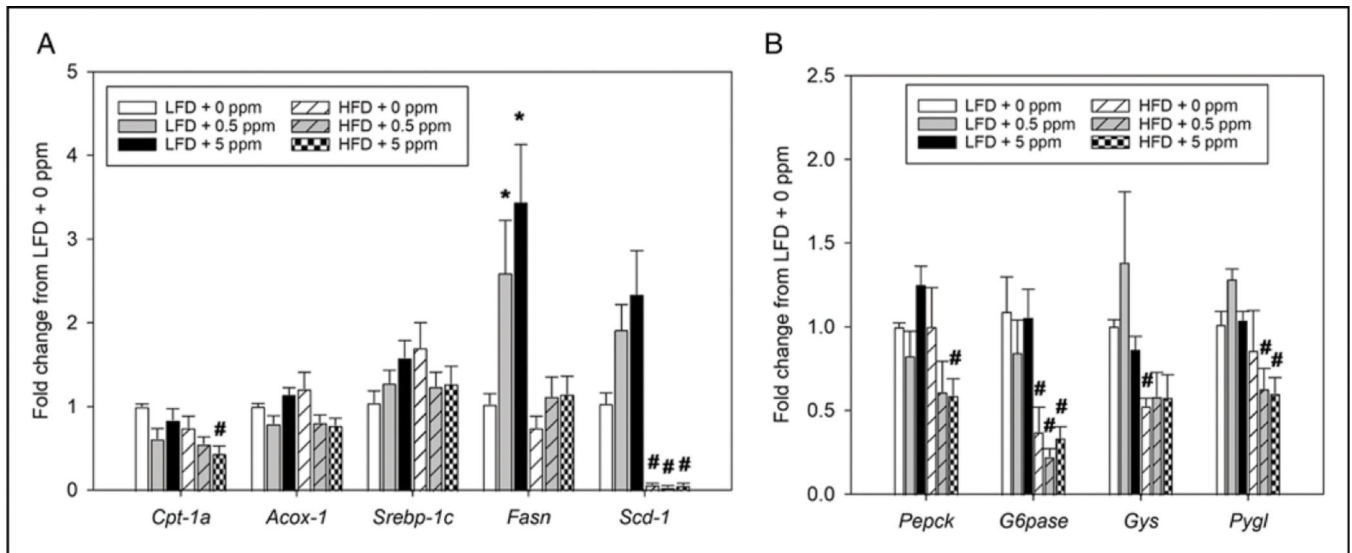 A
Fold change from LFD + 0 ppm
5
4
3
2
1
0
LFD + 0 ppm HFD + 0 ppm
LFD + 0.5 ppm HFD + 0.5 ppm
LFD + 5 ppm HFD + 5 ppm
* *
#
# # #
Cpt-1a Acox-1 Srebp-1c Fasn Scd-1
B
Fold change from LFD + 0 ppm
2.5
2.0
1.5
1.0
0.5
0.0
LFD + 0 ppm HFD + 0 ppm
LFD + 0.5 ppm HFD + 0.5 ppm
LFD + 5 ppm HFD + 5 ppm
#
# # #
#
# #
Pepck G6pase Gys Pygl